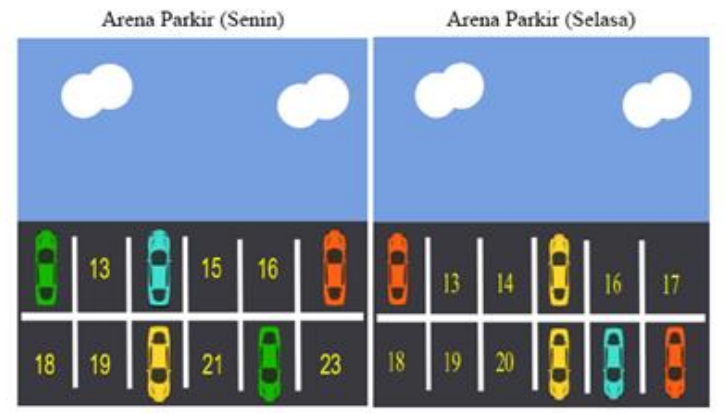 Arena Parkir (Senin)
Arena Parkir (Selasa)
13 15 16
18 19 21 23
13 14 16 17
18 19 20